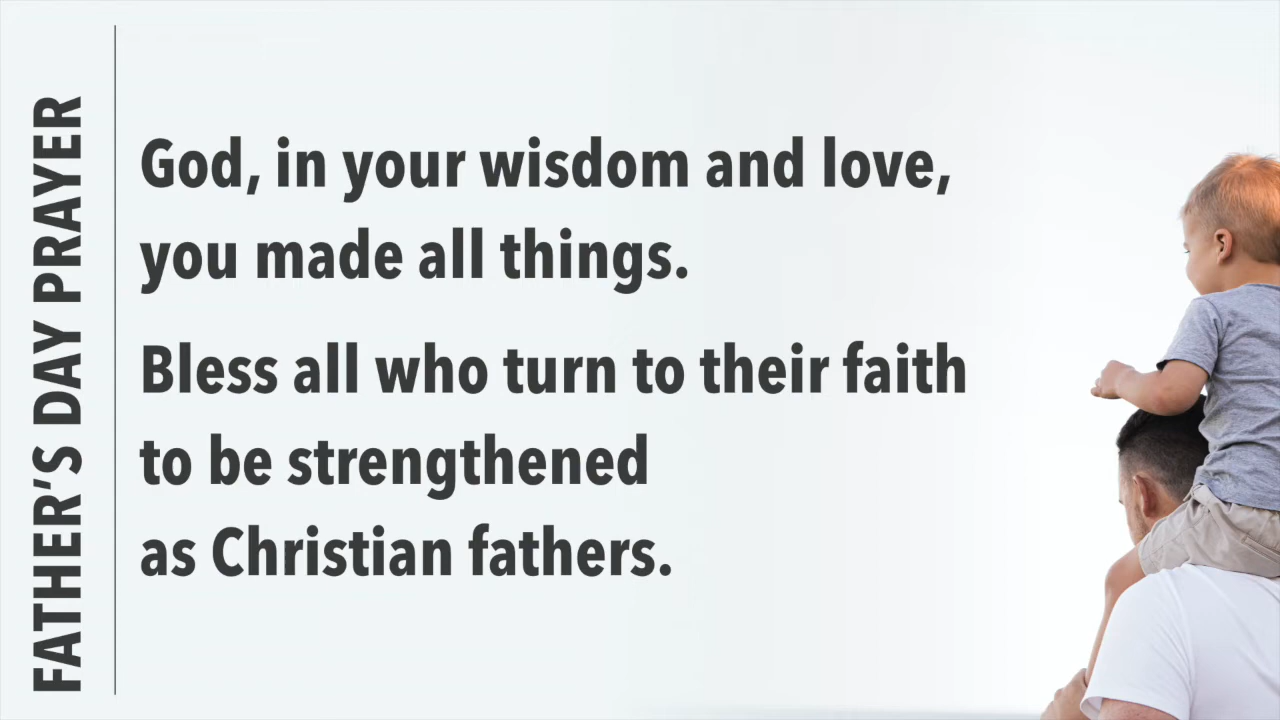 FATHER'S DAY PRAYER
God, in your wisdom and love,
you made all things.
Bless all who turn to their faith
to be strengthened
as Christian fathers.